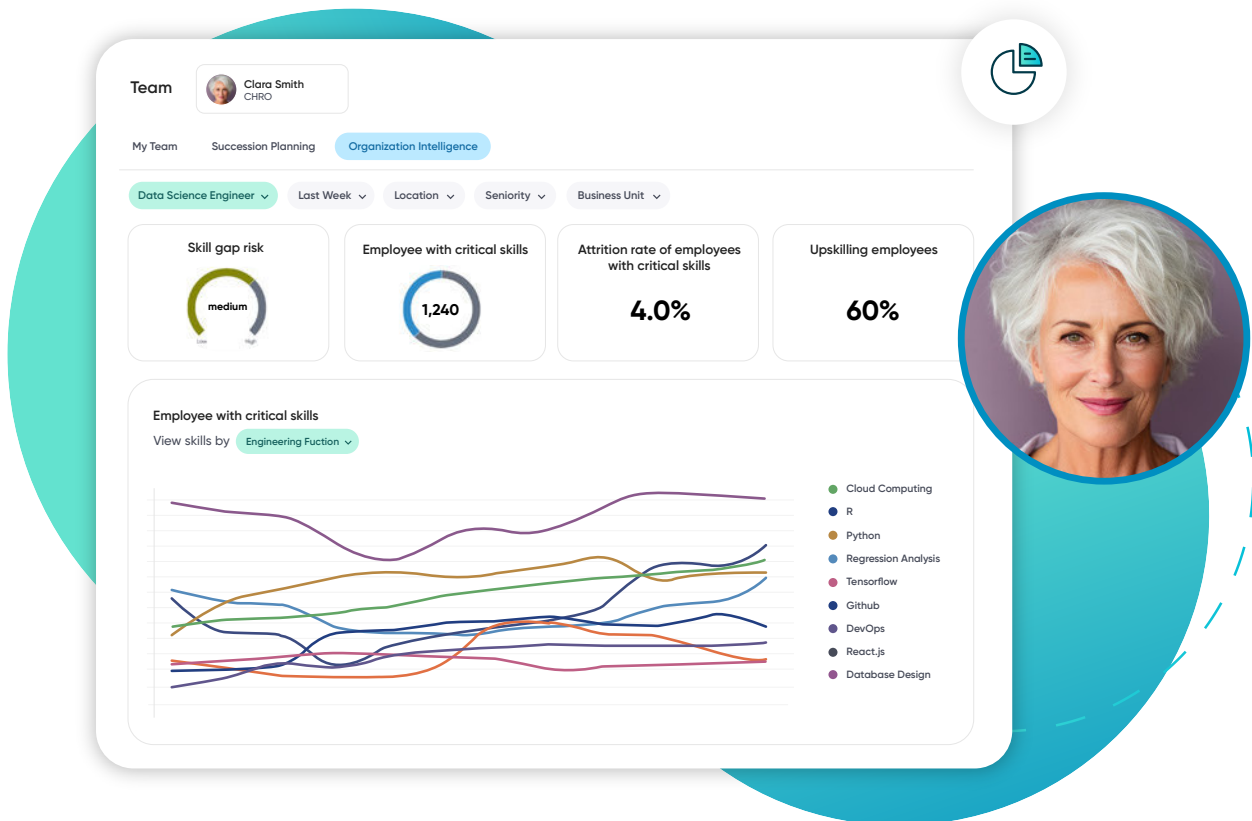 Team
Clara Smith
CHRO
My Team
Succession Planning
Organization Intelligence
Data Science Engineer
Last Week
Location
Seniority
Business Unit
Skill gap risk
medium
Low
High
Employee with critical skills
1,240
Attrition rate of employees
with critical skills
4.0%
Upskilling employees
60%
Employee with critical skills
View skills by
Engineering Fuction
Cloud Computing
R
Python
Regression Analysis
Tensorflow
Github
DevOps
React.js
Database Design